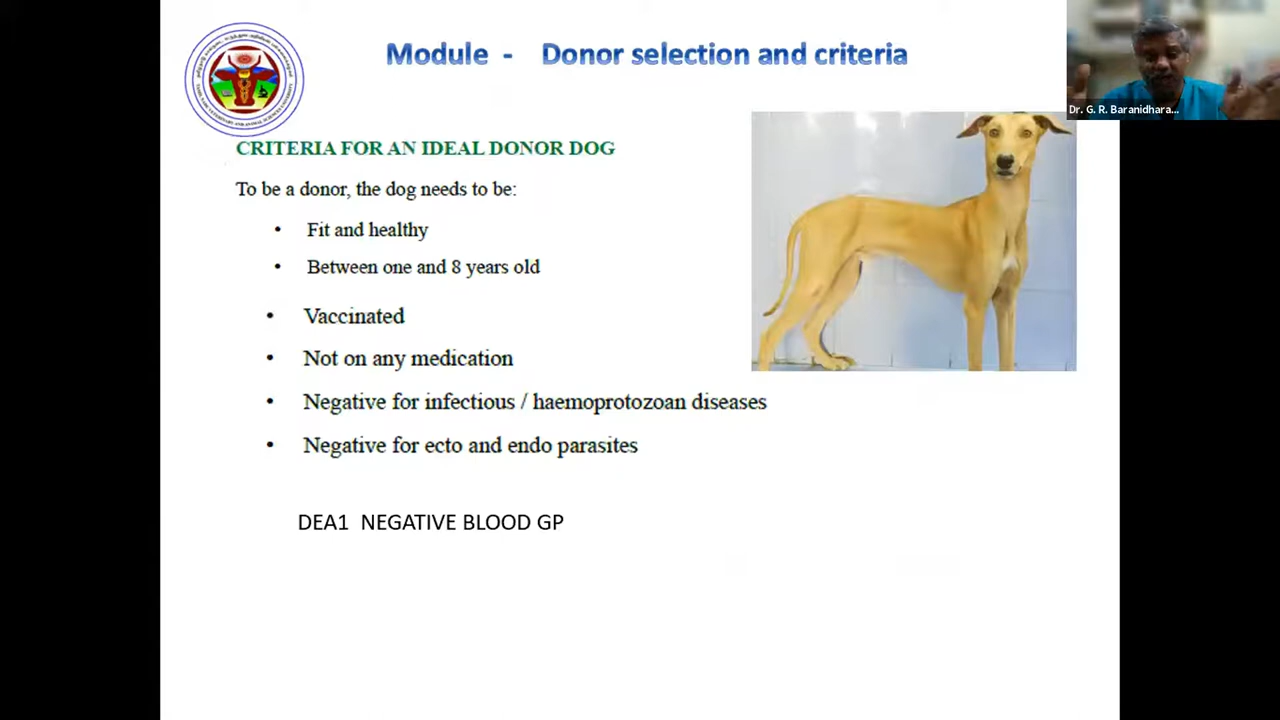 Module - Donor selection and criteria
Dr. G. R. Baranidhara...
CRITERIA FOR AN IDEAL DONOR DOG
To be a donor, the dog needs to be:
• Fit and healthy
• Between one and 8 years old
• Vaccinated
• Not on any medication
• Negative for infectious / haemoprotozoan diseases
• Negative for ecto and endo parasites
DEA1 NEGATIVE BLOOD GP